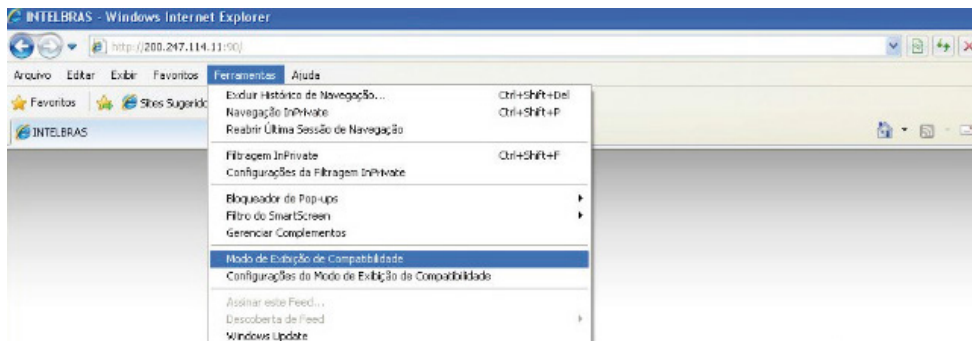 INTELBRAS - Windows Internet Explorer
http://200.247.114.11:90/
Arquivo Editar Exibir Favoritos Ferramentas Ajuda
Favoritos Sites Sugerido
INTELBRAS
Excluir Histórico de Navegação... Ctrl+Shift+Del
Navegação InPrivate Ctrl+Shift+P
Reabrir Última Sessão de Navegação
Filtragem InPrivate Ctrl+Shift+F
Configurações da Filtragem InPrivate
Bloqueador de Pop-ups
Filtro do SmartScreen
Gerenciar Complementos
Modo de Exibição de Compatibilidade
Configurações do Modo de Exibição de Compatibilidade
Assinar este Feed...
Descoberta de Feed
Windows Update